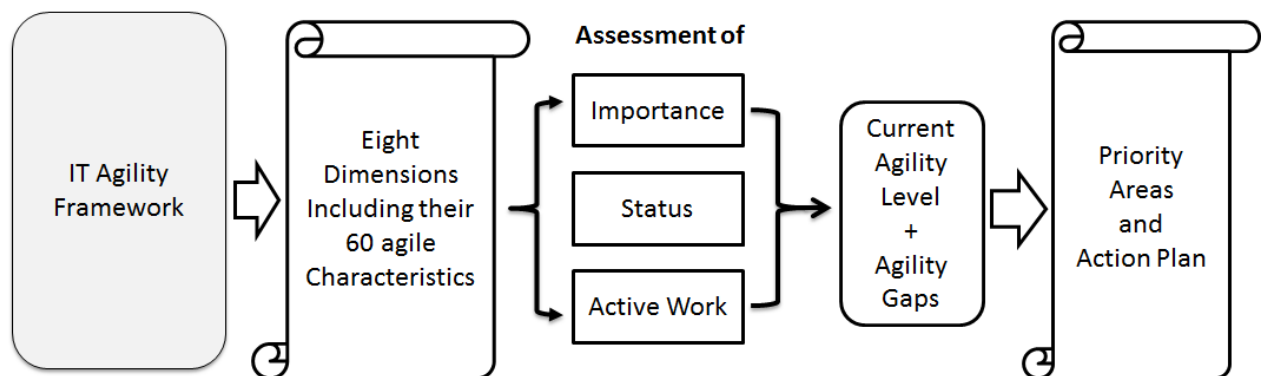 IT Agility
Framework
Eight
Dimensions
Including their
60 agile
Characteristics
Assessment of
Importance
Status
Active Work
Current
Agility
Level
+
Agility
Gaps
Priority
Areas
and
Action Plan